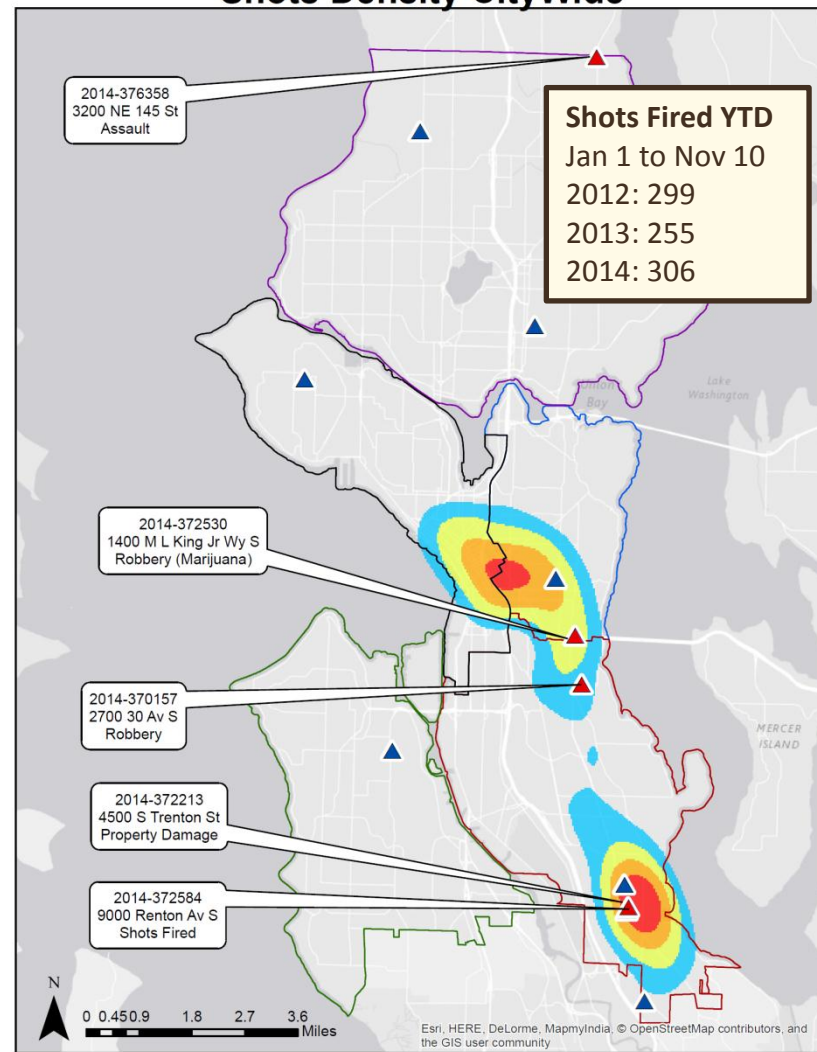 Shots Density CityWide
2014-376358
3200 NE 145 St
Assault
Shots Fired YTD
Jan 1 to Nov 10
2012: 299
2013: 255
2014: 306
Union
Bay
Lake
Washington
2014-372530
1400 M L King Jr Wy S
Robbery (Marijuana)
2014-370157
2700 30 Av S
Robbery
MERCER
ISLAND
2014-372213
4500 S Trenton St
Property Damage
2014-372584
9000 Renton Av S
Shots Fired
N
0 0.45 0.9 1.8 2.7 3.6
Miles
Esri, HERE, DeLorme, MapmyIndia, © OpenStreetMap contributors, and
the GIS user community